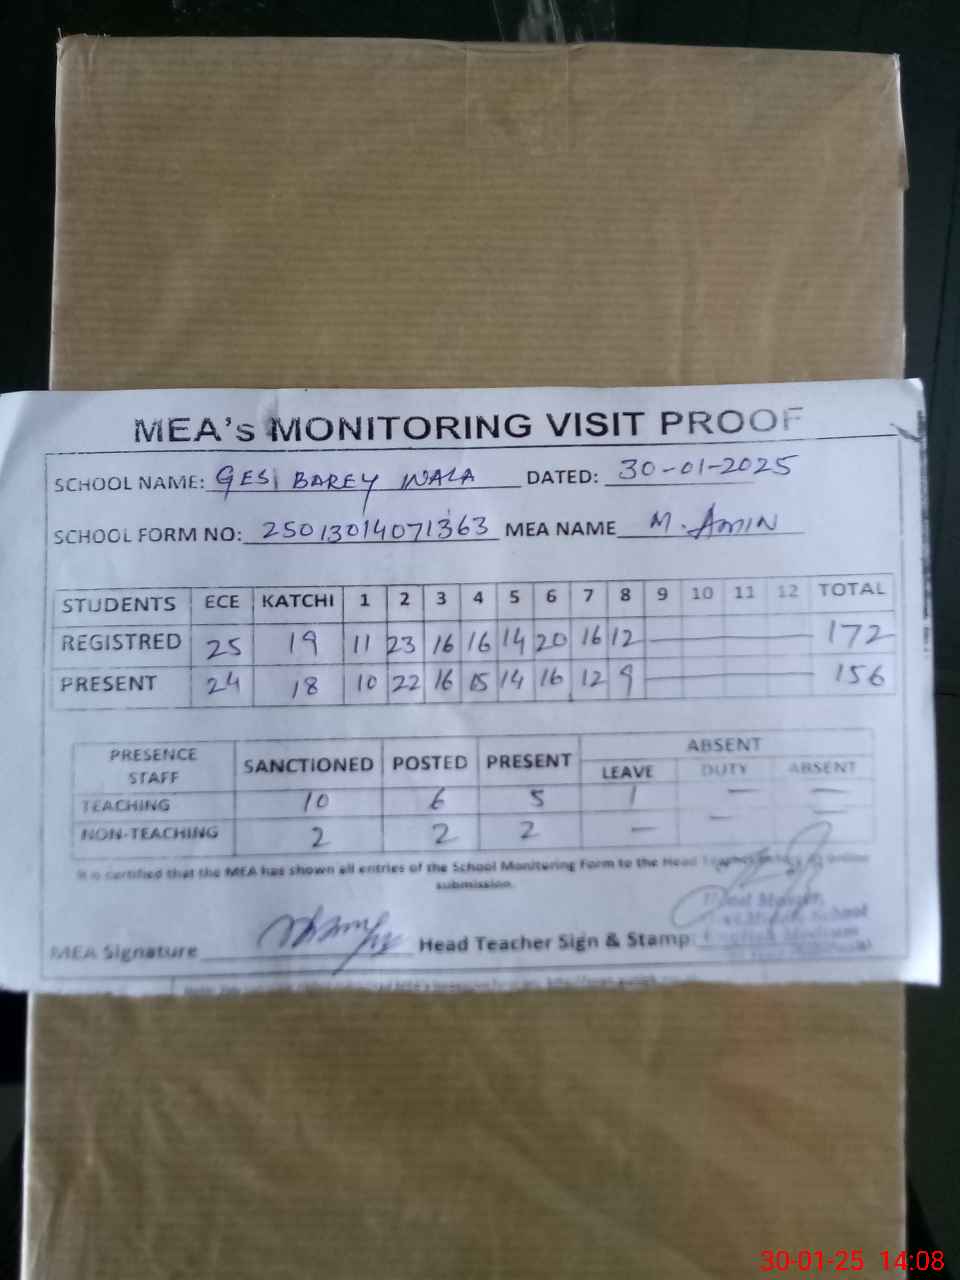 MEA's MONITORING VISIT PROOF
SCHOOL NAME: GES BAREY WALA DATED: 30-01-2025
SCHOOL FORM NO: 25013014071363 MEA NAME M. AMIN
STUDENTS ECE KATCHI 1 2 3 4 5 6 7 8 9 10 11 12 TOTAL
REGISTRED 25 19 11 23 16 16 14 20 16 12 — 172
PRESENT 24 18 10 22 16 15 14 16 12 9 — 156
PRESENCE STAFF SANCTIONED POSTED PRESENT ABSENT
LEAVE DUTY ABSENT
TEACHING 10 6 5 1 — —
NON-TEACHING 2 2 2 — — —
It is certified that the MEA has shown all entries of the School Monitoring Form to the Head online
submission.
MEA Signature Head Teacher Sign & Stamp:
School
English Medium
30-01-25 14:08